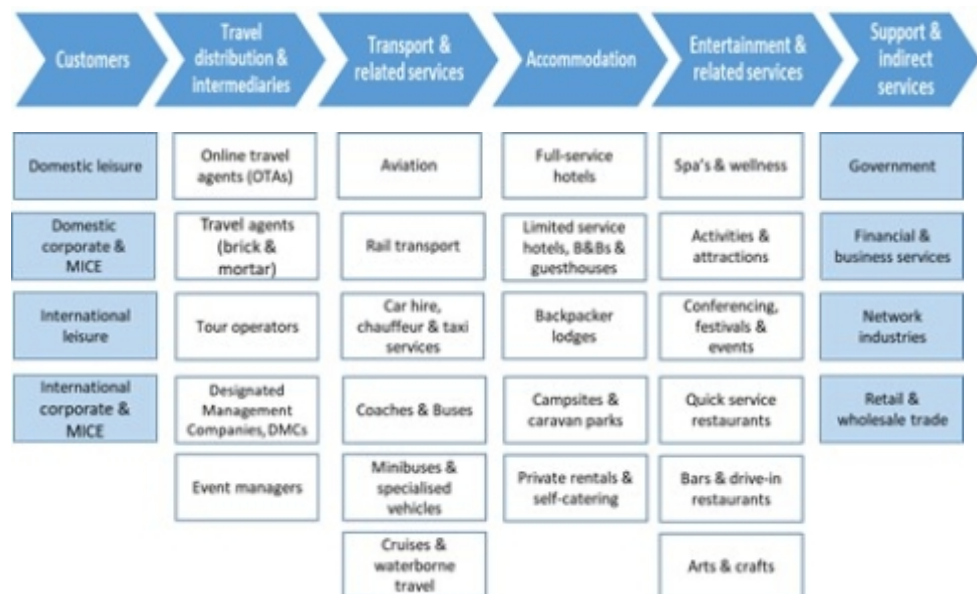 Customers
Travel
distribution &
intermediaries
Transport &
related services
Accommodation
Entertainment &
related services
Support &
indirect
services
Domestic leisure
Online travel
agents (OTAs)
Aviation
Full-service
hotels
Spa's & wellness
Government
Domestic
corporate &
MICE
Travel agents
(brick &
mortar)
Rail transport
Limited service
hotels, B&Bs &
guesthouses
Activities &
attractions
Financial &
business services
International
leisure
Tour operators
Car hire,
chauffeur & taxi
services
Backpacker
lodges
Conferencing,
festivals &
events
Network
industries
International
corporate &
MICE
Designated
Management
Companies, DMCs
Coaches & Buses
Campsites &
caravan parks
Quick service
restaurants
Retail &
wholesale trade
Event managers
Minibuses &
specialised
vehicles
Private rentals &
self-catering
Bars & drive-in
restaurants
Cruises &
waterborne
travel
Arts & crafts